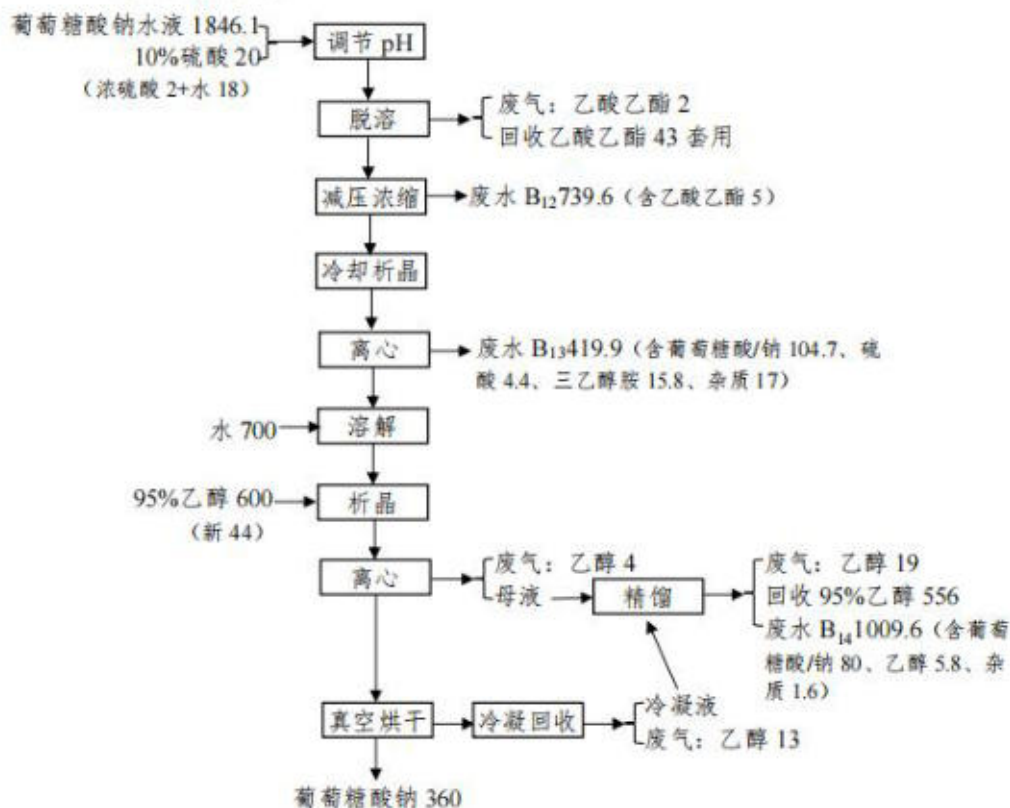 葡萄糖酸钠水液 1846.1
10%硫酸 20
（浓硫酸 2+水 18）
调节 pH
脱溶
废气：乙酸乙酯 2
回收乙酸乙酯 43 套用
减压浓缩
废水 B12739.6（含乙酸乙酯 5）
冷却析晶
离心
废水 B13419.9（含葡萄糖酸/钠 104.7、硫
酸 4.4、三乙醇胺 15.8、杂质 17）
水 700
溶解
95%乙醇 600
（新 44）
析晶
离心
废气：乙醇 4
母液
精馏
废气：乙醇 19
回收 95%乙醇 556
废水 B141009.6（含葡萄
糖酸/钠 80、乙醇 5.8、杂
质 1.6）
真空烘干
冷凝回收
冷凝液
废气：乙醇 13
葡萄糖酸钠 360